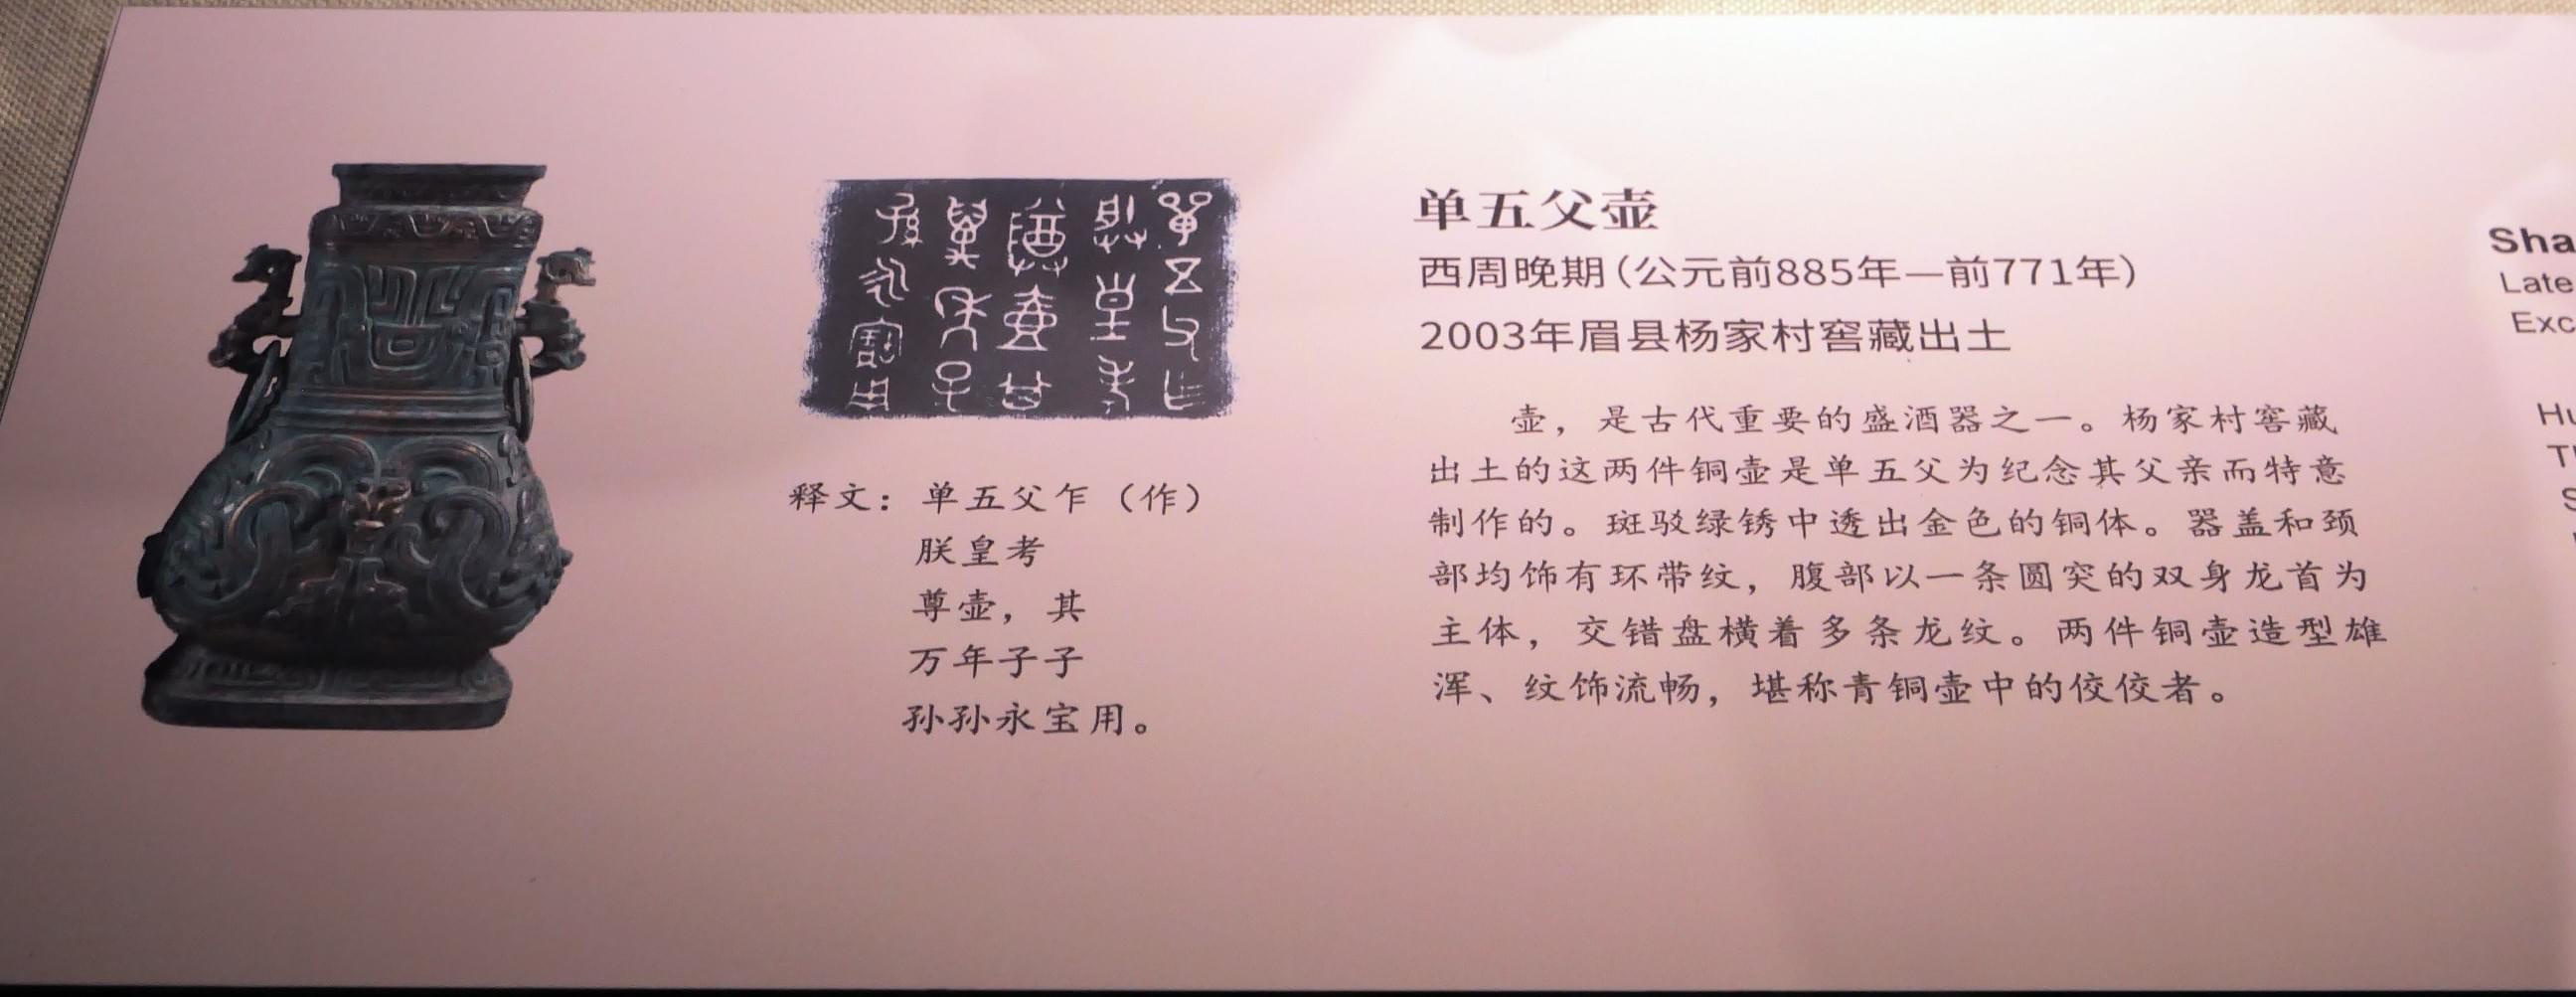 释文：单五父乍（作）
朕皇考
尊壶，其
万年子子
孙孙永宝用。
单五父壶
西周晚期（公元前885年—前771年）
2003年眉县杨家村窖藏出土
壶，是古代重要的盛酒器之一。杨家村窖藏
出土的这两件铜壶是单五父为纪念其父亲而特意
制作的。斑驳绿锈中透出金色的铜体。器盖和颈
部均饰有环带纹，腹部以一条圆突的双身龙首为
主体，交错盘横着多条龙纹。两件铜壶造型雄
浑、纹饰流畅，堪称青铜壶中的佼佼者。
Sha
Late
Exc